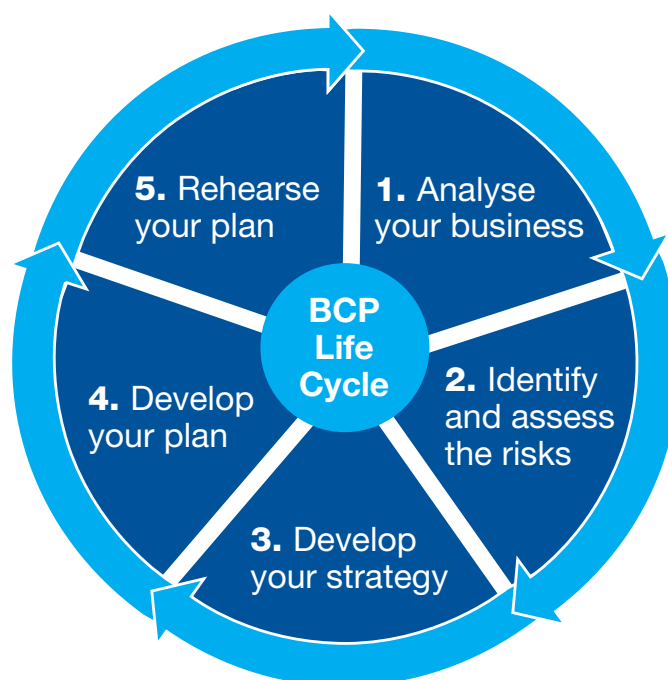 BCP
Life
Cycle
1. Analyse
your business
2. Identify
and assess
the risks
3. Develop
your strategy
4. Develop
your plan
5. Rehearse
your plan